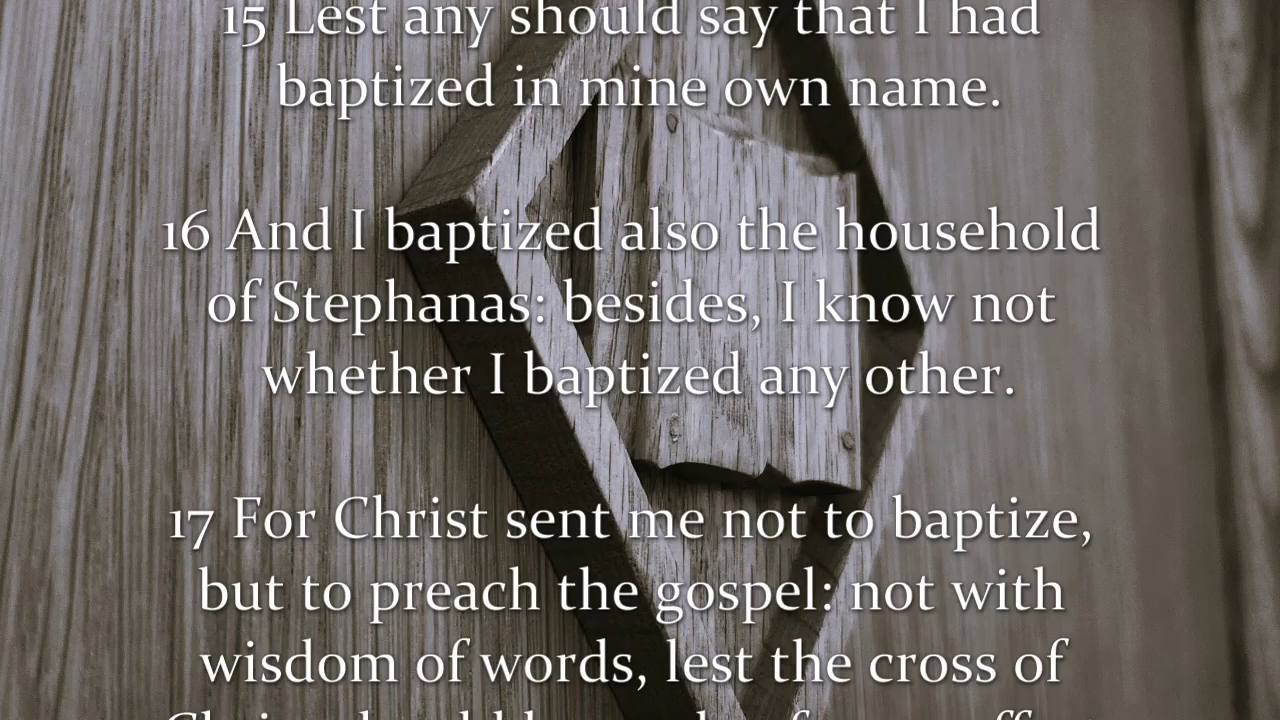 15 Lest any should say that I had
baptized in mine own name.
16 And I baptized also the household
of Stephanas: besides, I know not
whether I baptized any other.
17 For Christ sent me not to baptize,
but to preach the gospel: not with
wisdom of words, lest the cross of